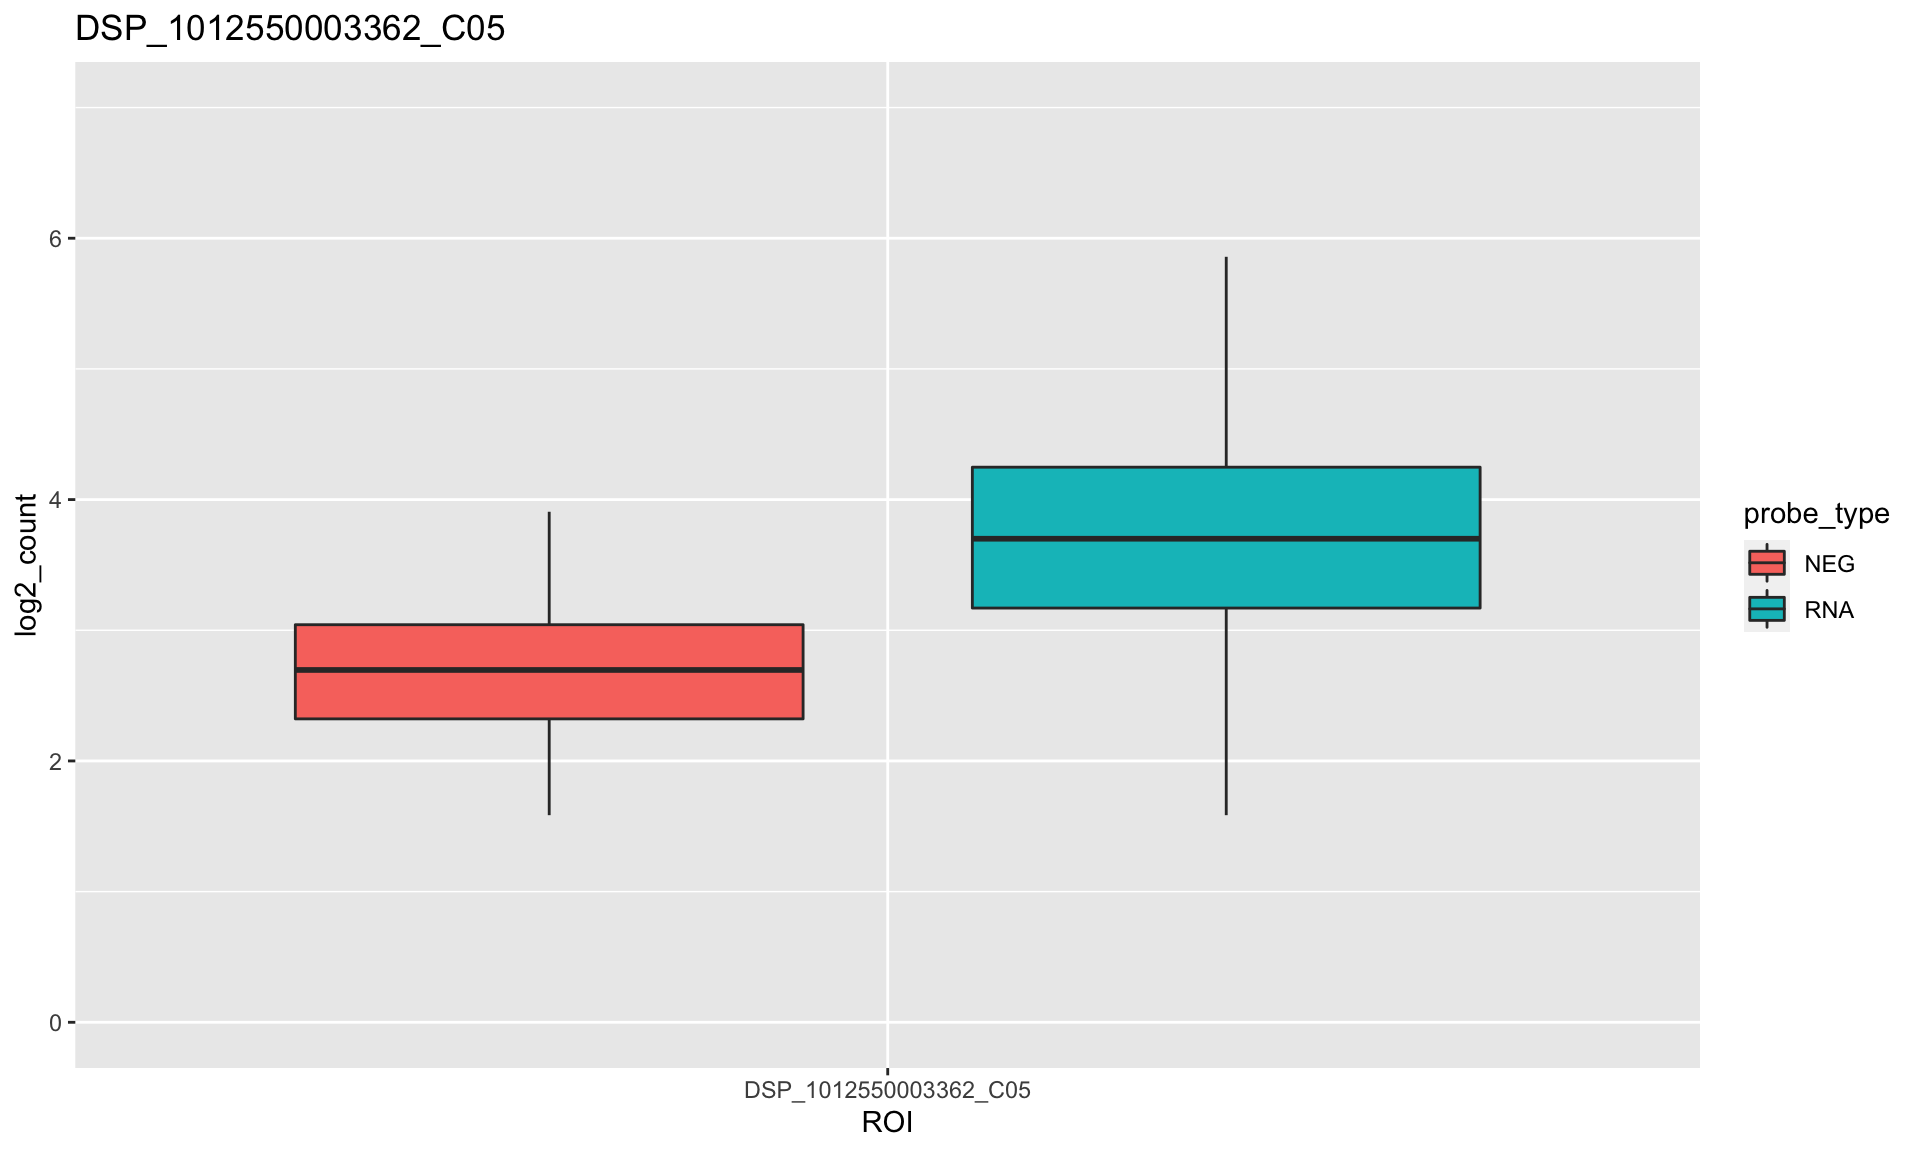 DSP_1012550003362_C05
6
4
2
0
log2_count
DSP_1012550003362_C05
ROI
probe_type
NEG
RNA